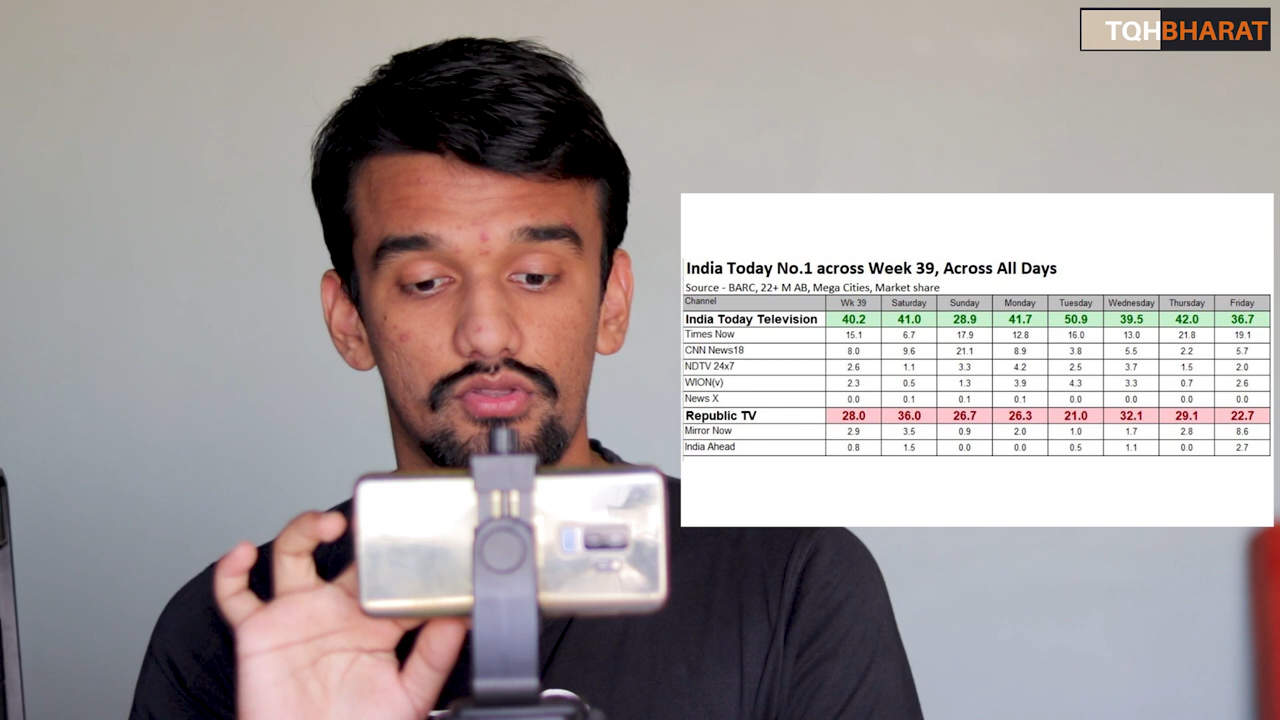 TQHBHARAT
India Today No.1 across Week 39, Across All Days
Source - BARC, 22+ M AB, Mega Cities, Market share
Channel Wk 39 Saturday Sunday Monday Tuesday Wednesday Thursday Friday
India Today Television 40.2 41.0 28.9 41.7 50.9 39.5 42.0 36.7
Times Now 15.1 6.7 17.9 12.8 16.0 13.0 21.8 19.1
CNN News18 8.0 9.6 21.1 8.9 3.8 5.5 2.2 5.7
NDTV 24x7 2.6 1.1 3.3 4.2 2.5 3.7 1.5 2.0
WION(v) 2.3 0.5 1.3 3.9 4.3 3.3 0.7 2.6
News X 0.0 0.1 0.1 0.1 0.0 0.0 0.0 0.0
Republic TV 28.0 36.0 26.7 26.3 21.0 32.1 29.1 22.7
Mirror Now 2.9 3.5 0.9 2.0 1.0 1.7 2.8 8.6
India Ahead 0.8 1.5 0.0 0.0 0.5 1.1 0.0 2.7